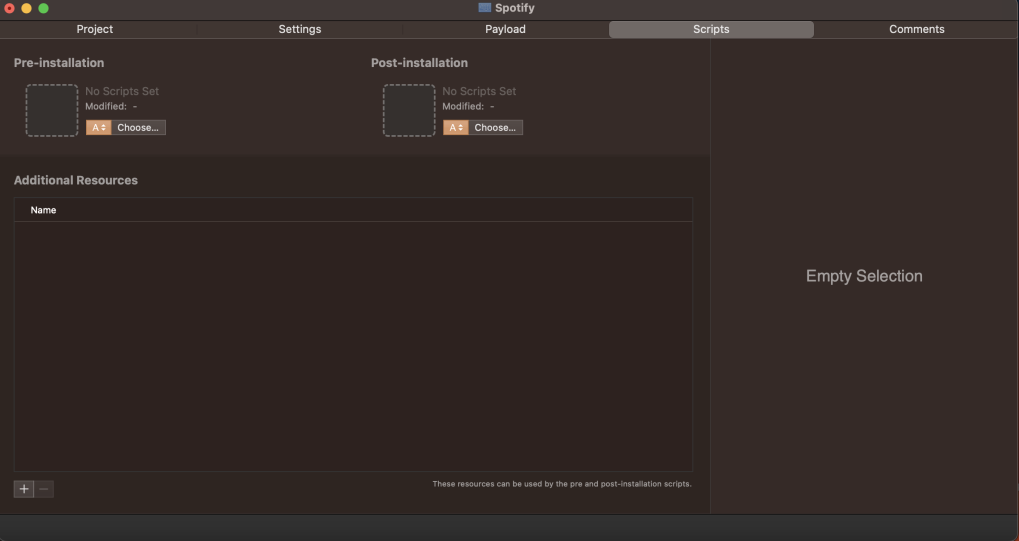 Spotify
Project Settings Payload Scripts Comments
Pre-installation Post-installation
No Scripts Set No Scripts Set
Modified: - Modified: -
A Choose... A Choose...
Additional Resources
Name
Empty Selection
+ −
These resources can be used by the pre and post-installation scripts.